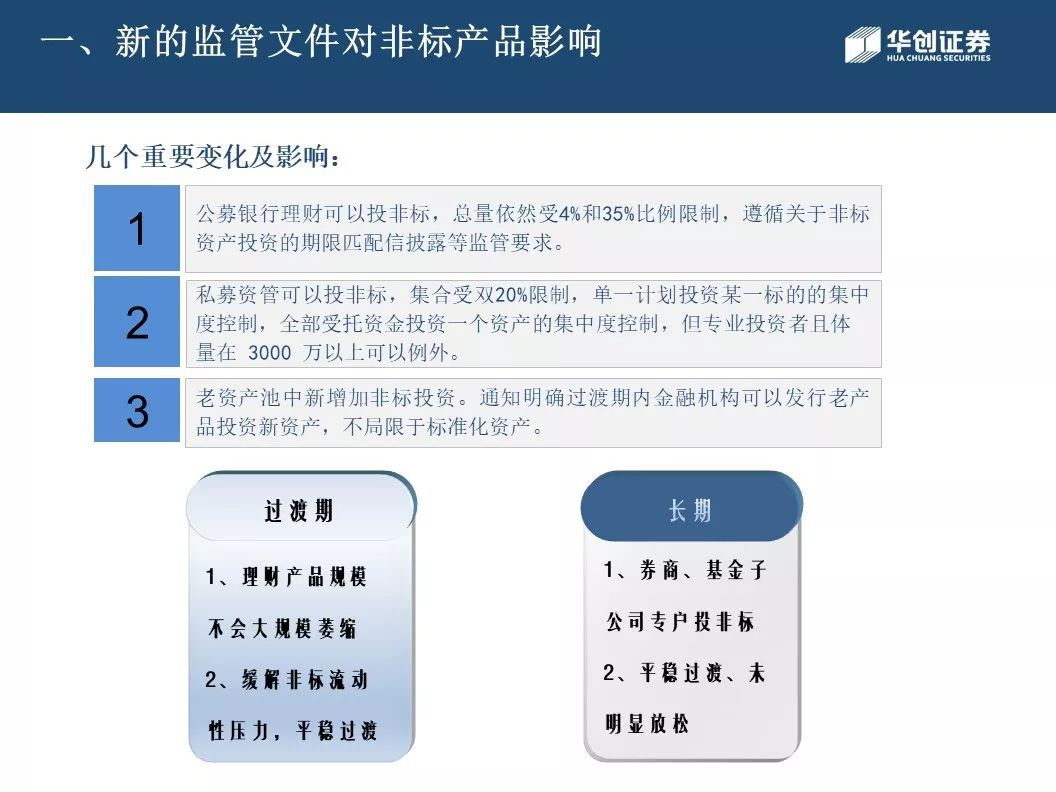 一、新的监管文件对非标产品影响
华创证券
HUA CHUANG SECURITIES
几个重要变化及影响：
1
公募银行理财可以投非标，总量依然受4%和35%比例限制，遵循关于非标
资产投资的期限匹配信披露等监管要求。
2
私募资管可以投非标，集合受双20%限制，单一计划投资某一标的的集中
度控制，全部受托资金投资一个资产的集中度控制，但专业投资者且体
量在 3000 万以上可以例外。
3
老资产池中新增加非标投资。通知明确过渡期内金融机构可以发行老产
品投资新资产，不局限于标准化资产。
过渡期
1、理财产品规模
不会大规模萎缩
2、缓解非标流动
性压力，平稳过渡
长期
1、券商、基金子
公司专户投非标
2、平稳过渡、未
明显放松